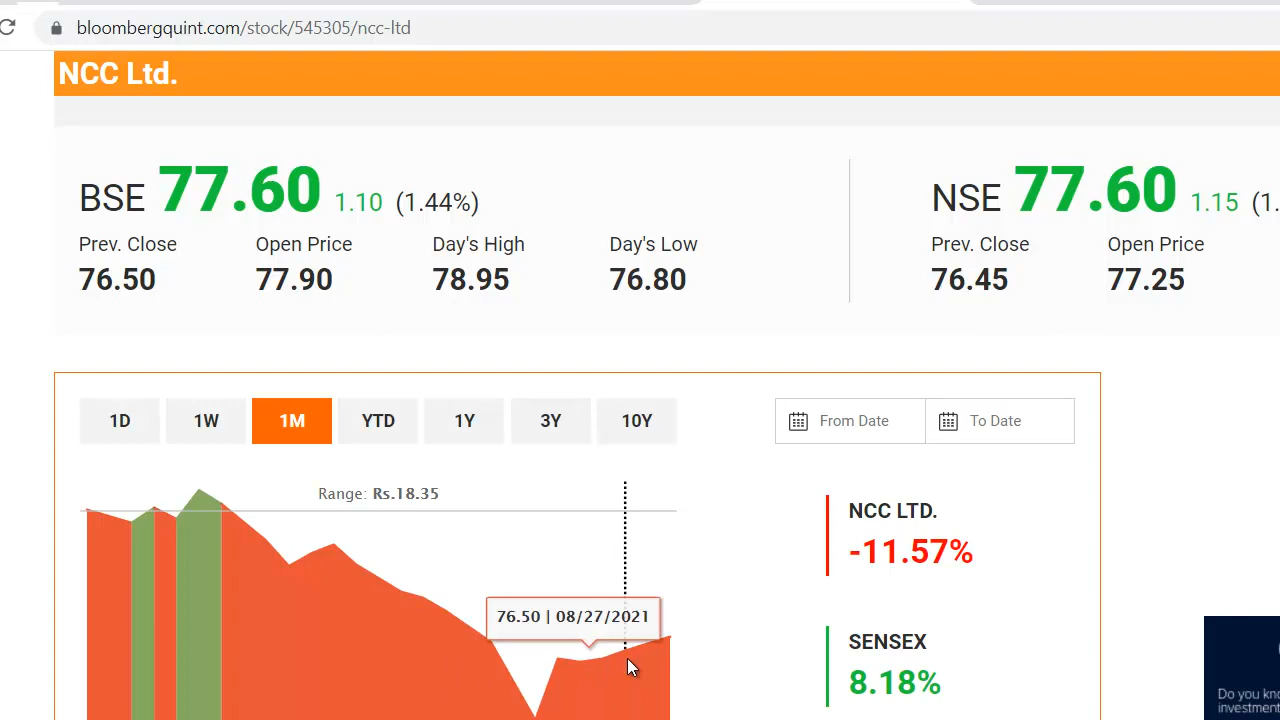 bloombergquint.com/stock/545305/ncc-ltd
NCC Ltd.
BSE 77.60 1.10 (1.44%)
Prev. Close Open Price Day's High Day's Low
76.50 77.90 78.95 76.80
NSE 77.60 1.15 (1.
Prev. Close Open Price
76.45 77.25
1D 1W 1M YTD 1Y 3Y 10Y
From Date To Date
Range: Rs.18.35
76.50 | 08/27/2021
NCC LTD.
-11.57%
SENSEX
8.18%
Do you
investment